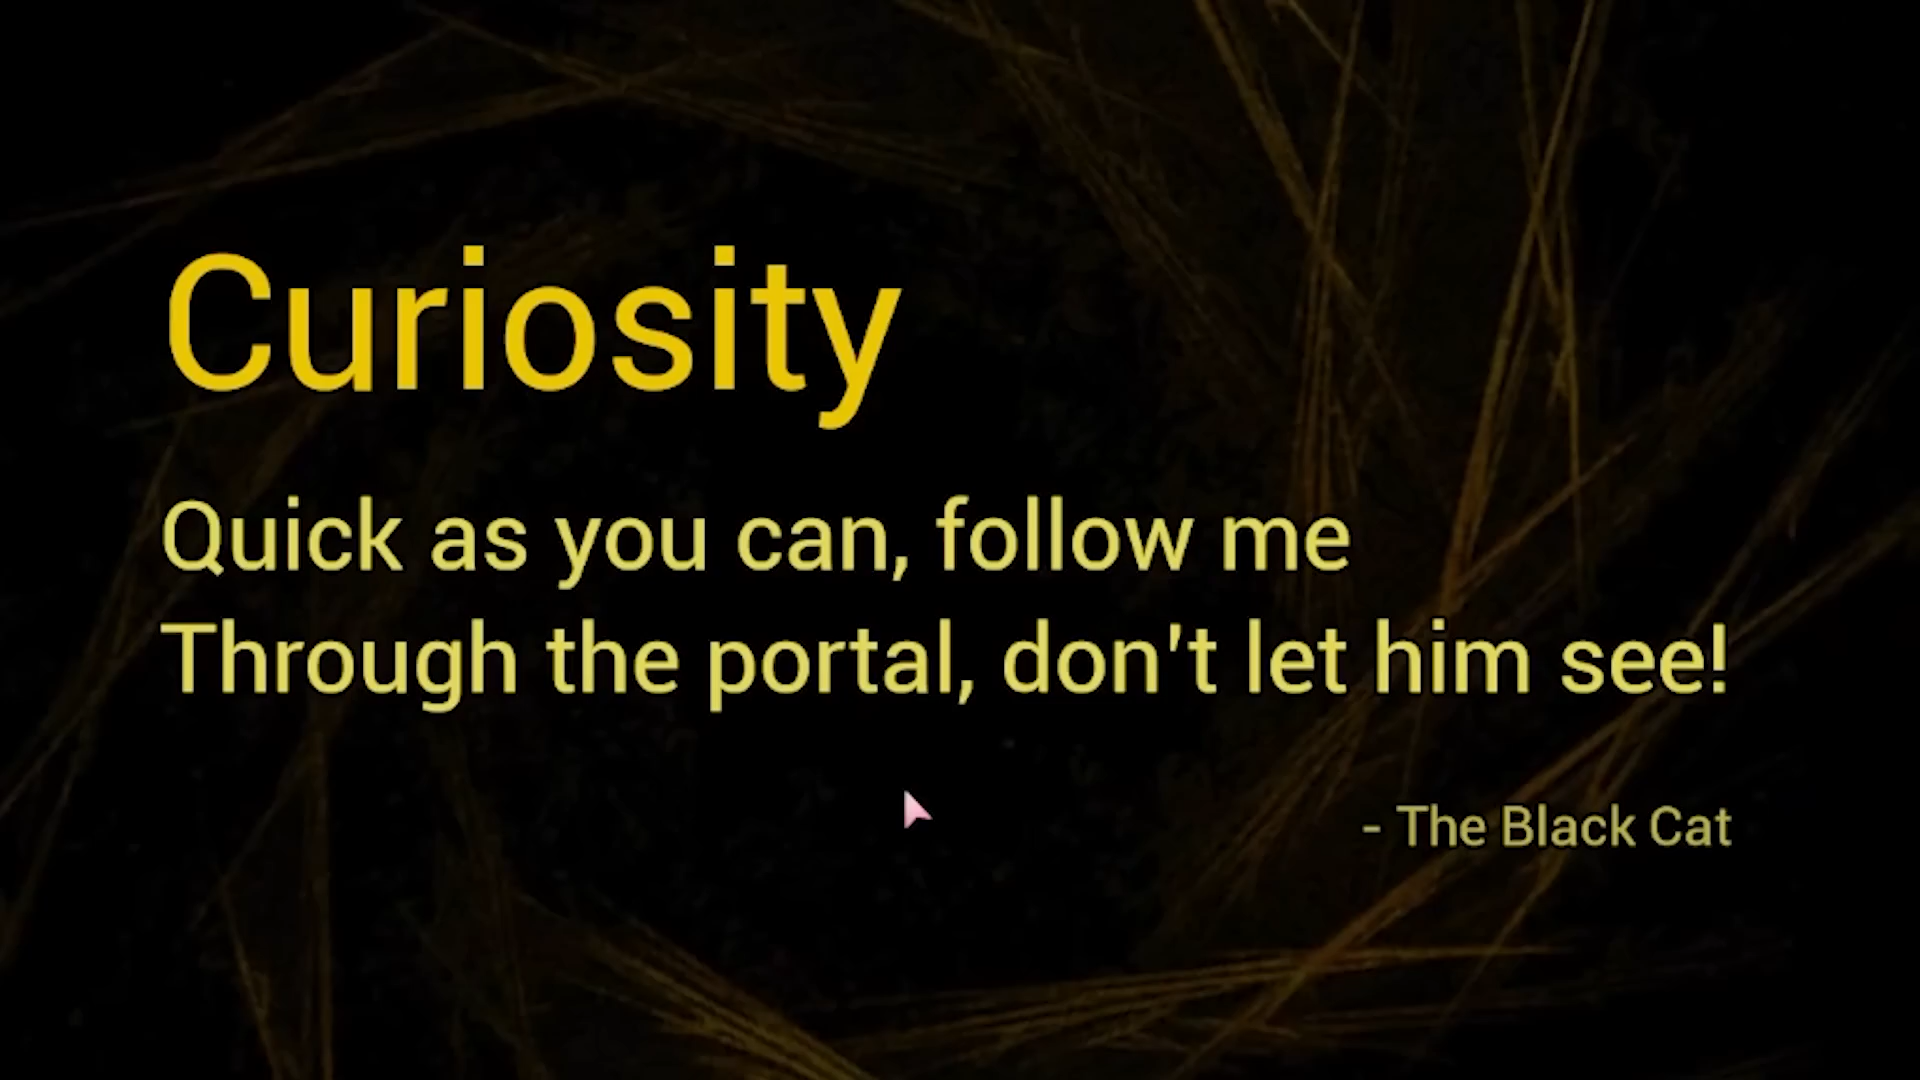 Curiosity
Quick as you can, follow me
Through the portal, don't let him see!
- The Black Cat